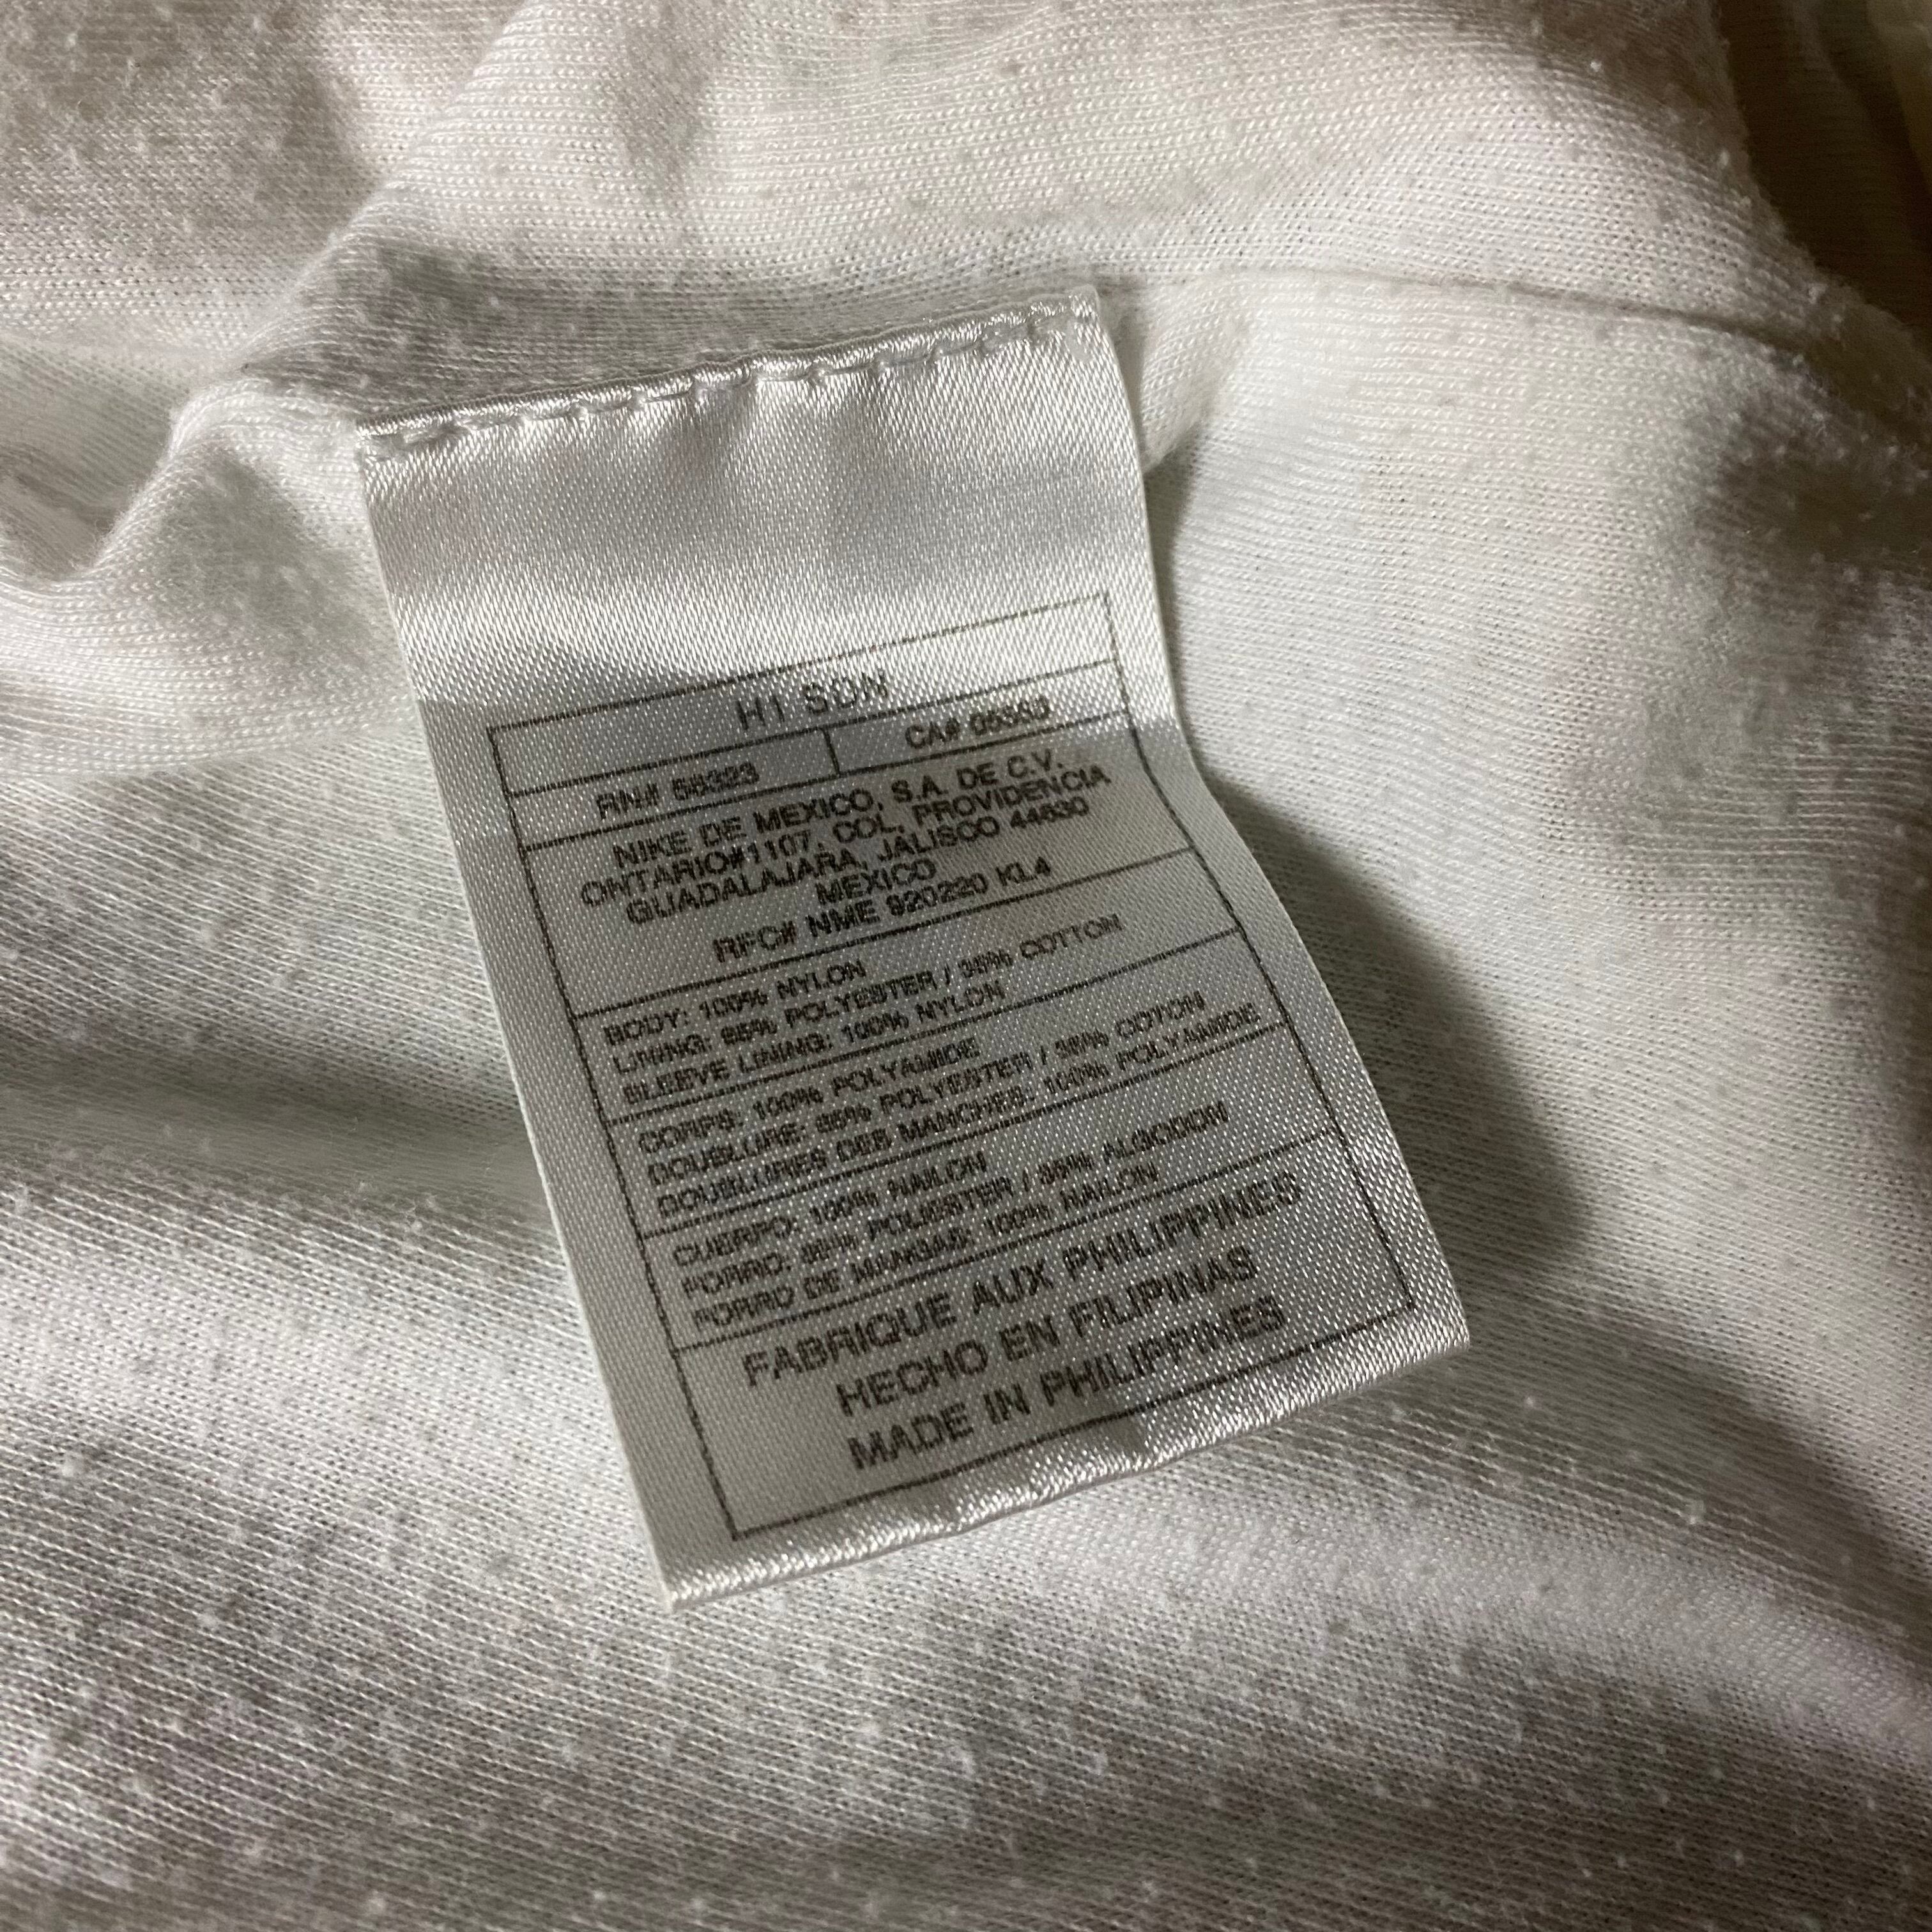 HI SON
RN# 56323
CA# 05553
NIKE DE MEXICO, S.A. DE C.V.
ONTARIO#1107, COL. PROVIDENCIA
GUADALAJARA, JALISCO 44630
MEXICO
RFC# NME 920220 KL4
BODY: 100% NYLON
LINING: 65% POLYESTER / 35% COTTON
SLEEVE LINING: 100% NYLON
CORPS: 100% POLYAMIDE
DOUBLURE: 65% POLYESTER / 35% COTON
DOUBLURES DES MANCHES: 100% POLYAMIDE
CUERPO: 100% NAILON
FORRO: 65% POLIESTER / 35% ALGODON
FORRO DE MANGAS: 100% NAILON
FABRIQUE AUX PHILIPPINES
HECHO EN FILIPINAS
MADE IN PHILIPPINES